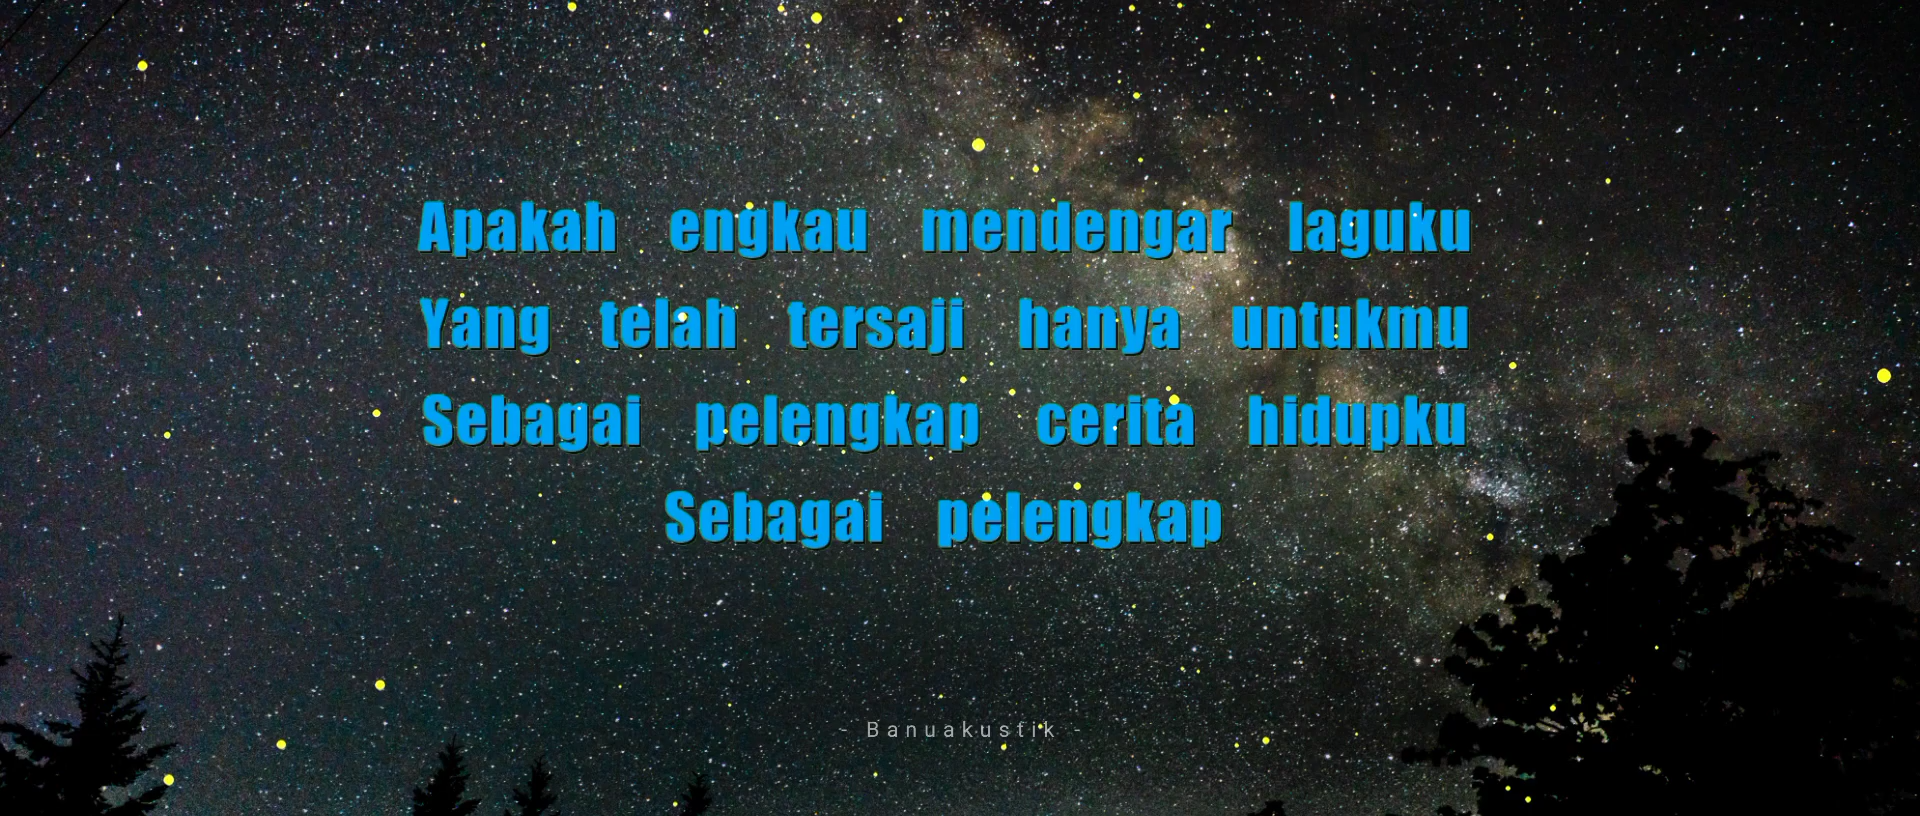 Apakah engkau mendengar laguku
Yang telah tersaji hanya untukmu
Sebagai pelengkap cerita hidupku
Sebagai pelengkap
- Banuakustik -